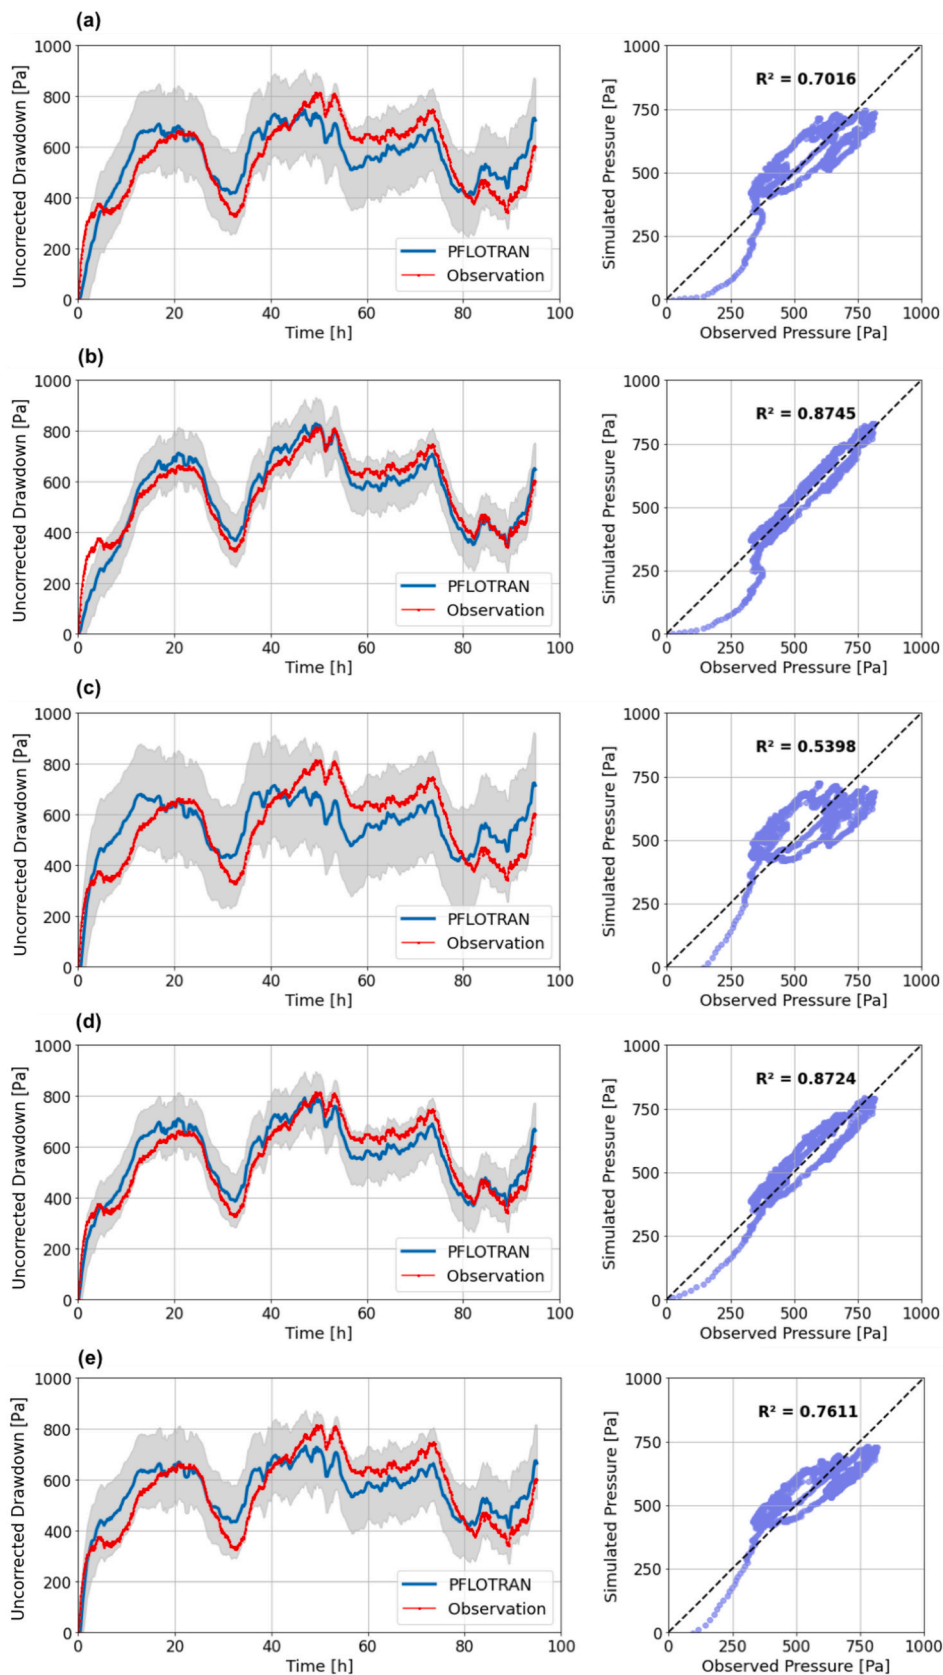 (a)
Uncorrected Drawdown [Pa]
1000
800
600
400
200
0
0 20 40 60 80 100
Time [h]
PFLOTRAN
Observation
Simulated Pressure [Pa]
1000
750
500
250
0
R² = 0.7016
0 250 500 750 1000
Observed Pressure [Pa]
(b)
Uncorrected Drawdown [Pa]
1000
800
600
400
200
0
0 20 40 60 80 100
Time [h]
PFLOTRAN
Observation
Simulated Pressure [Pa]
1000
750
500
250
0
R² = 0.8745
0 250 500 750 1000
Observed Pressure [Pa]
(c)
Uncorrected Drawdown [Pa]
1000
800
600
400
200
0
0 20 40 60 80 100
Time [h]
PFLOTRAN
Observation
Simulated Pressure [Pa]
1000
750
500
250
0
R² = 0.5398
0 250 500 750 1000
Observed Pressure [Pa]
(d)
Uncorrected Drawdown [Pa]
1000
800
600
400
200
0
0 20 40 60 80 100
Time [h]
PFLOTRAN
Observation
Simulated Pressure [Pa]
1000
750
500
250
0
R² = 0.8724
0 250 500 750 1000
Observed Pressure [Pa]
(e)
Uncorrected Drawdown [Pa]
1000
800
600
400
200
0
0 20 40 60 80 100
Time [h]
PFLOTRAN
Observation
Simulated Pressure [Pa]
1000
750
500
250
0
R² = 0.7611
0 250 500 750 1000
Observed Pressure [Pa]